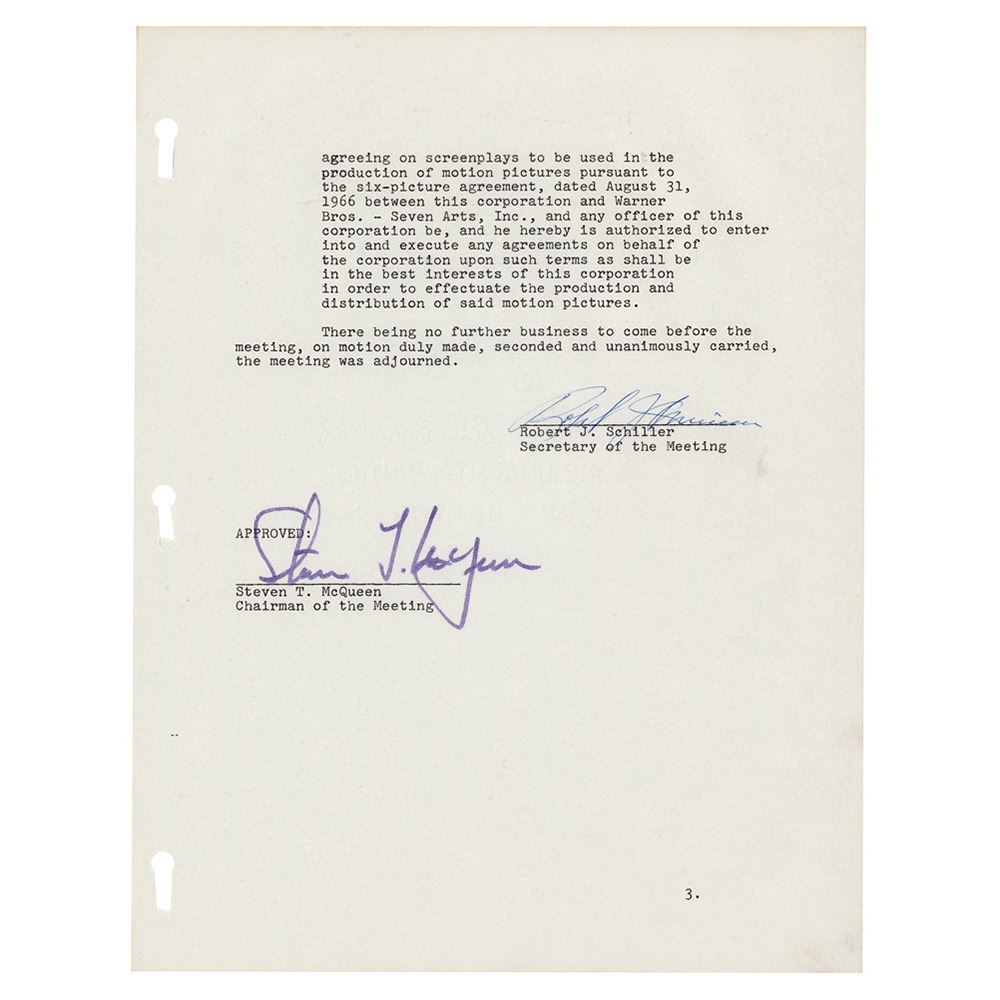 agreeing on screenplays to be used in the
production of motion pictures pursuant to
the six-picture agreement, dated August 31,
1966 between this corporation and Warner
Bros. - Seven Arts, Inc., and any officer of this
corporation be, and he hereby is authorized to enter
into and execute any agreements on behalf of
the corporation upon such terms as shall be
in the best interests of this corporation
in order to effectuate the production and
distribution of said motion pictures.
There being no further business to come before the
meeting, on motion duly made, seconded and unanimously carried,
the meeting was adjourned.
Robert J. Schiller
Secretary of the Meeting
APPROVED:
Steven T. McQueen
Chairman of the Meeting
3.